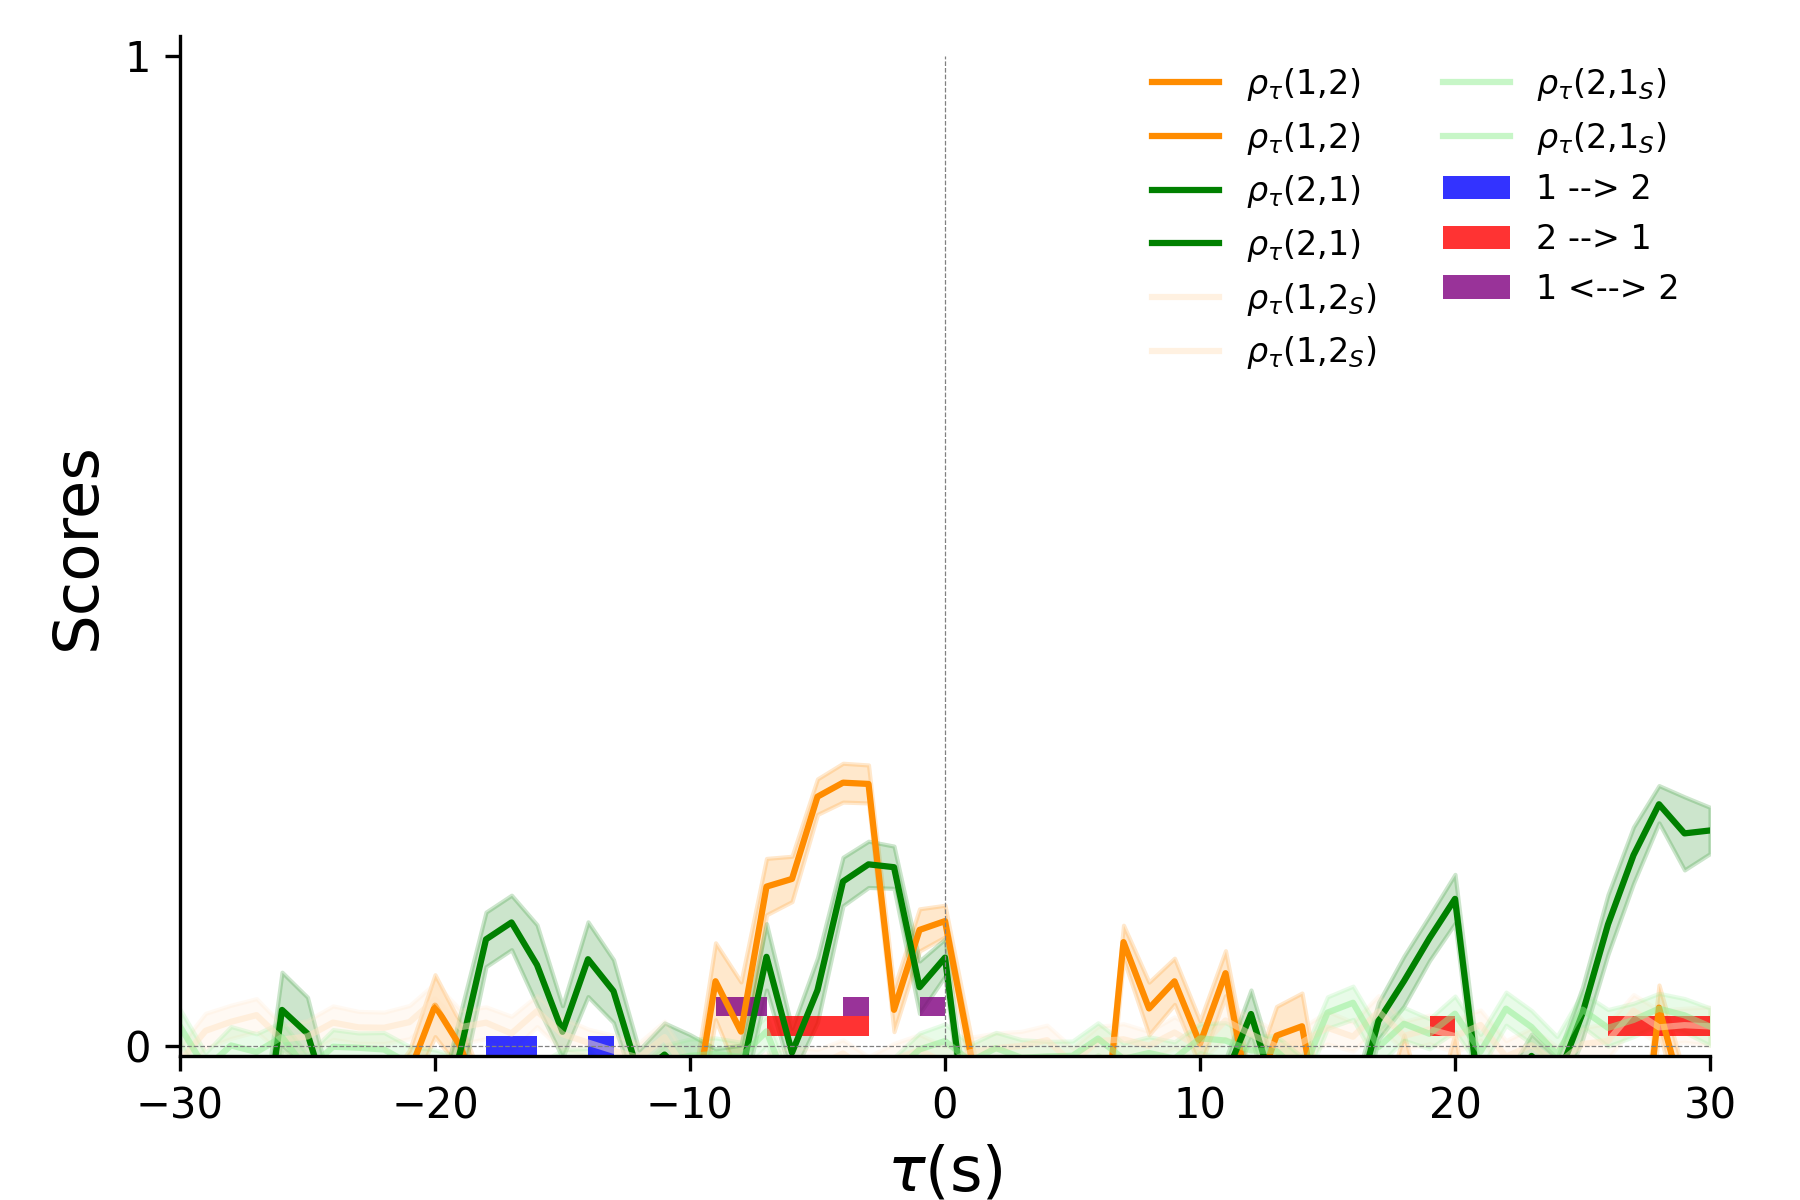 1
ρτ(1,2)
ρτ(1,2)
ρτ(2,1)
ρτ(2,1)
ρτ(1,2S)
ρτ(1,2S)
ρτ(2,1S)
ρτ(2,1S)
1 --> 2
2 --> 1
1 <--> 2
Scores
0
−30 −20 −10 0 10 20 30
τ(s)